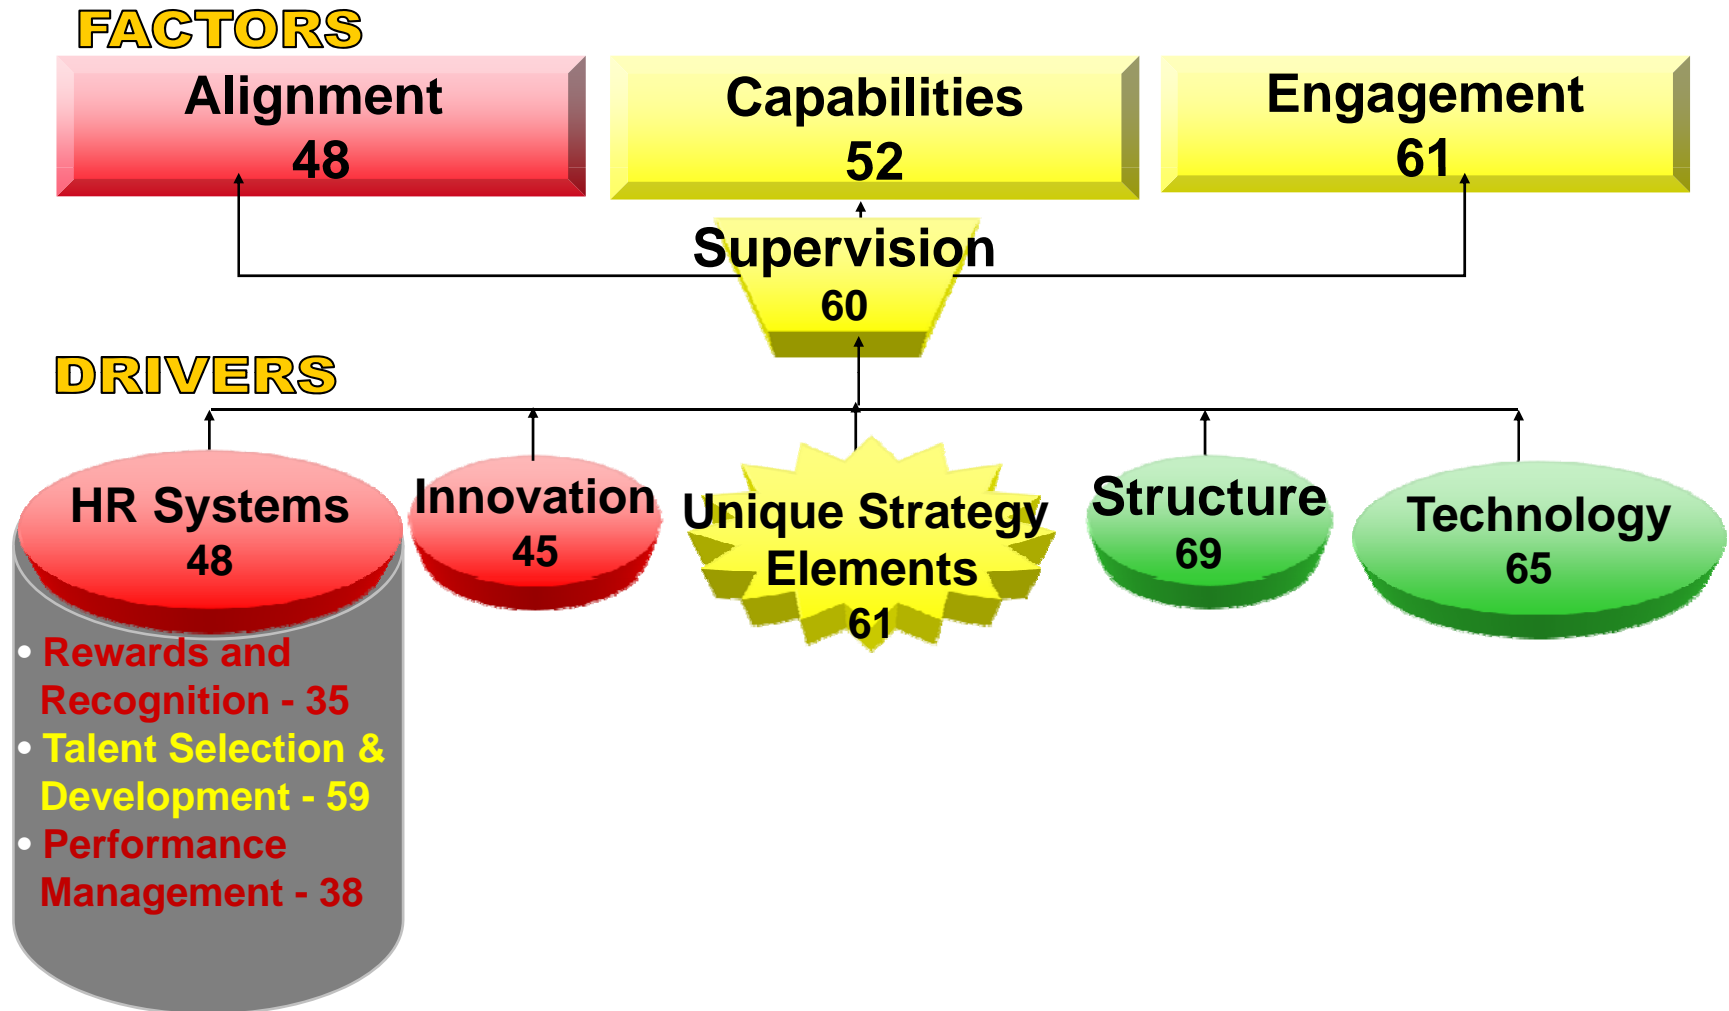 FACTORS
Alignment
48
Capabilities
52
Engagement
61
Supervision
60
DRIVERS
HR Systems
48
Innovation
45
Unique Strategy
Elements
61
Structure
69
Technology
65
• Rewards and
Recognition - 35
• Talent Selection &
Development - 59
• Performance
Management - 38